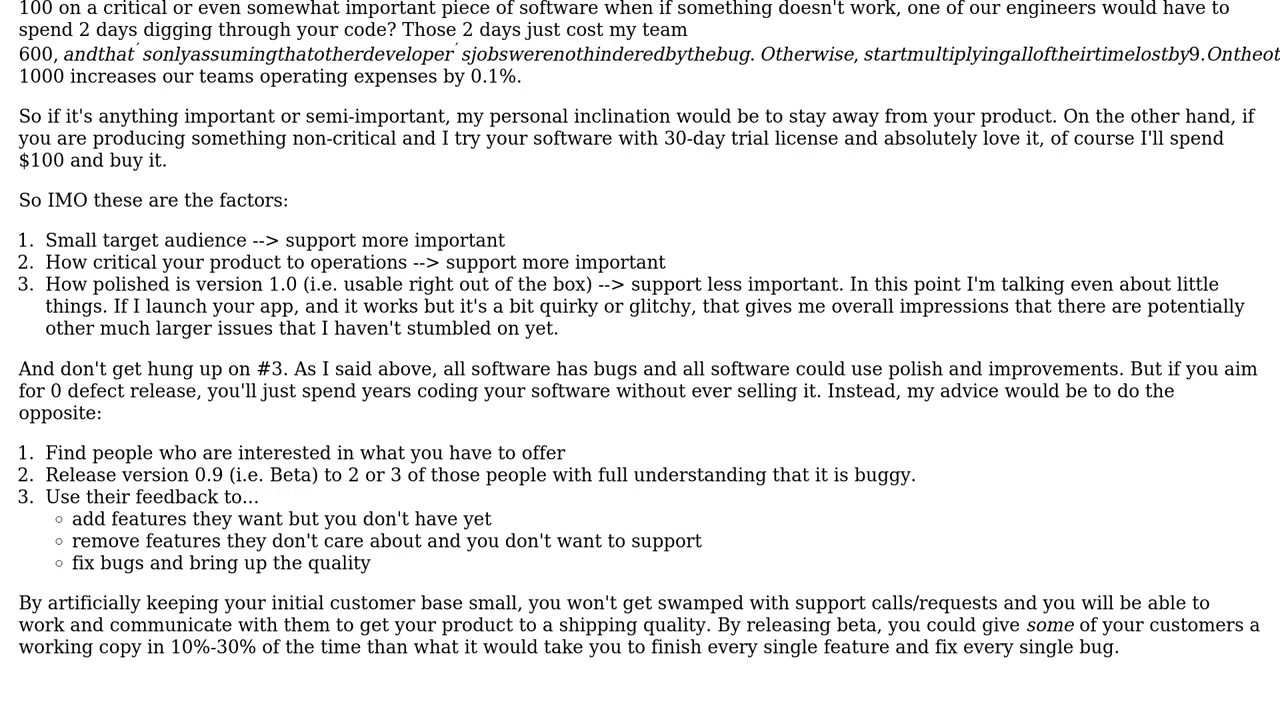 100 on a critical or even somewhat important piece of software when if something doesn't work, one of our engineers would have to
spend 2 days digging through your code? Those 2 days just cost my team
600, andthat′sonlyassumingthatotherdeveloper′sjobswerenothinderedbythebug. Otherwise, startmultiplyingalloftheirtimelostby9. Ontheot
1000 increases our teams operating expenses by 0.1%.
So if it's anything important or semi-important, my personal inclination would be to stay away from your product. On the other hand, if
you are producing something non-critical and I try your software with 30-day trial license and absolutely love it, of course I'll spend
$100 and buy it.
So IMO these are the factors:
1. Small target audience --> support more important
2. How critical your product to operations --> support more important
3. How polished is version 1.0 (i.e. usable right out of the box) --> support less important. In this point I'm talking even about little
things. If I launch your app, and it works but it's a bit quirky or glitchy, that gives me overall impressions that there are potentially
other much larger issues that I haven't stumbled on yet.
And don't get hung up on #3. As I said above, all software has bugs and all software could use polish and improvements. But if you aim
for 0 defect release, you'll just spend years coding your software without ever selling it. Instead, my advice would be to do the
opposite:
1. Find people who are interested in what you have to offer
2. Release version 0.9 (i.e. Beta) to 2 or 3 of those people with full understanding that it is buggy.
3. Use their feedback to...
◦ add features they want but you don't have yet
◦ remove features they don't care about and you don't want to support
◦ fix bugs and bring up the quality
By artificially keeping your initial customer base small, you won't get swamped with support calls/requests and you will be able to
work and communicate with them to get your product to a shipping quality. By releasing beta, you could give some of your customers a
working copy in 10%-30% of the time than what it would take you to finish every single feature and fix every single bug.